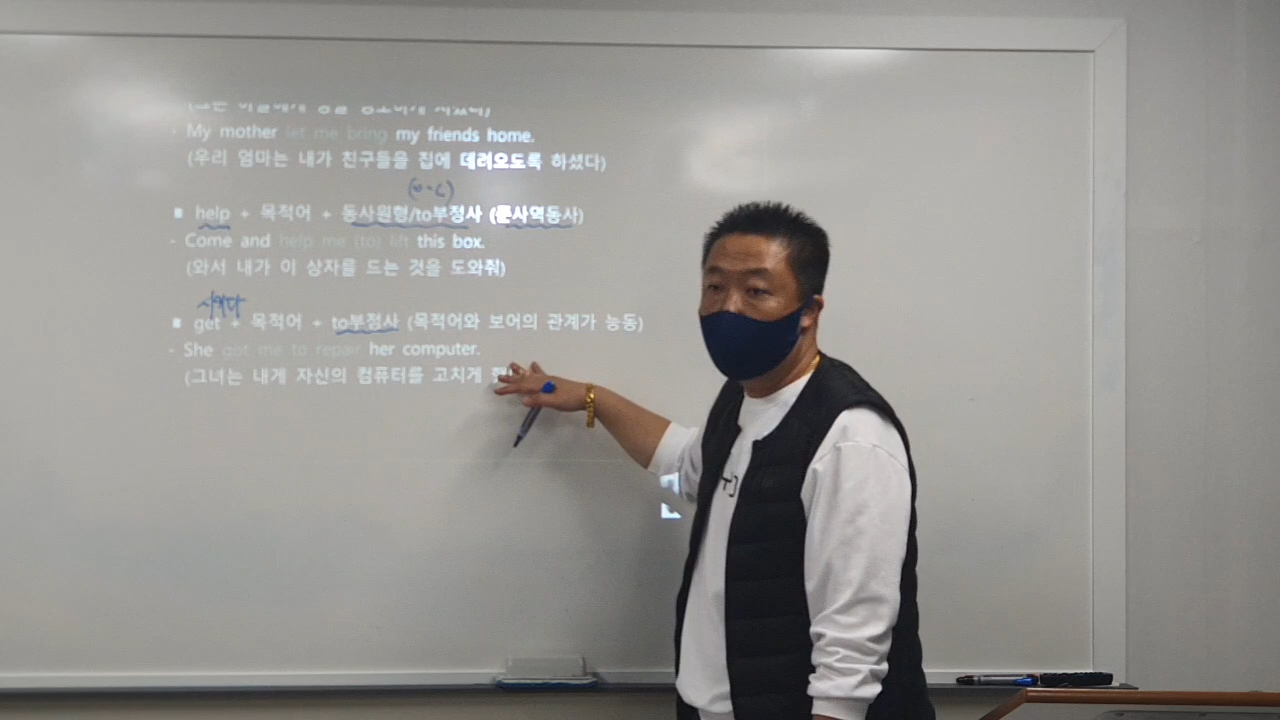 - My mother let me bring my friends home.
(우리 엄마는 내가 친구들을 집에 데려오도록 하셨다)
(o·c)
■ help + 목적어 + 동사원형/to부정사 (준사역동사)
- Come and help me (to) lift this box.
(와서 내가 이 상자를 드는 것을 도와줘)
시키다
■ get + 목적어 + to부정사 (목적어와 보어의 관계가 능동)
- She got me to repair her computer.
(그녀는 내게 자신의 컴퓨터를 고치게